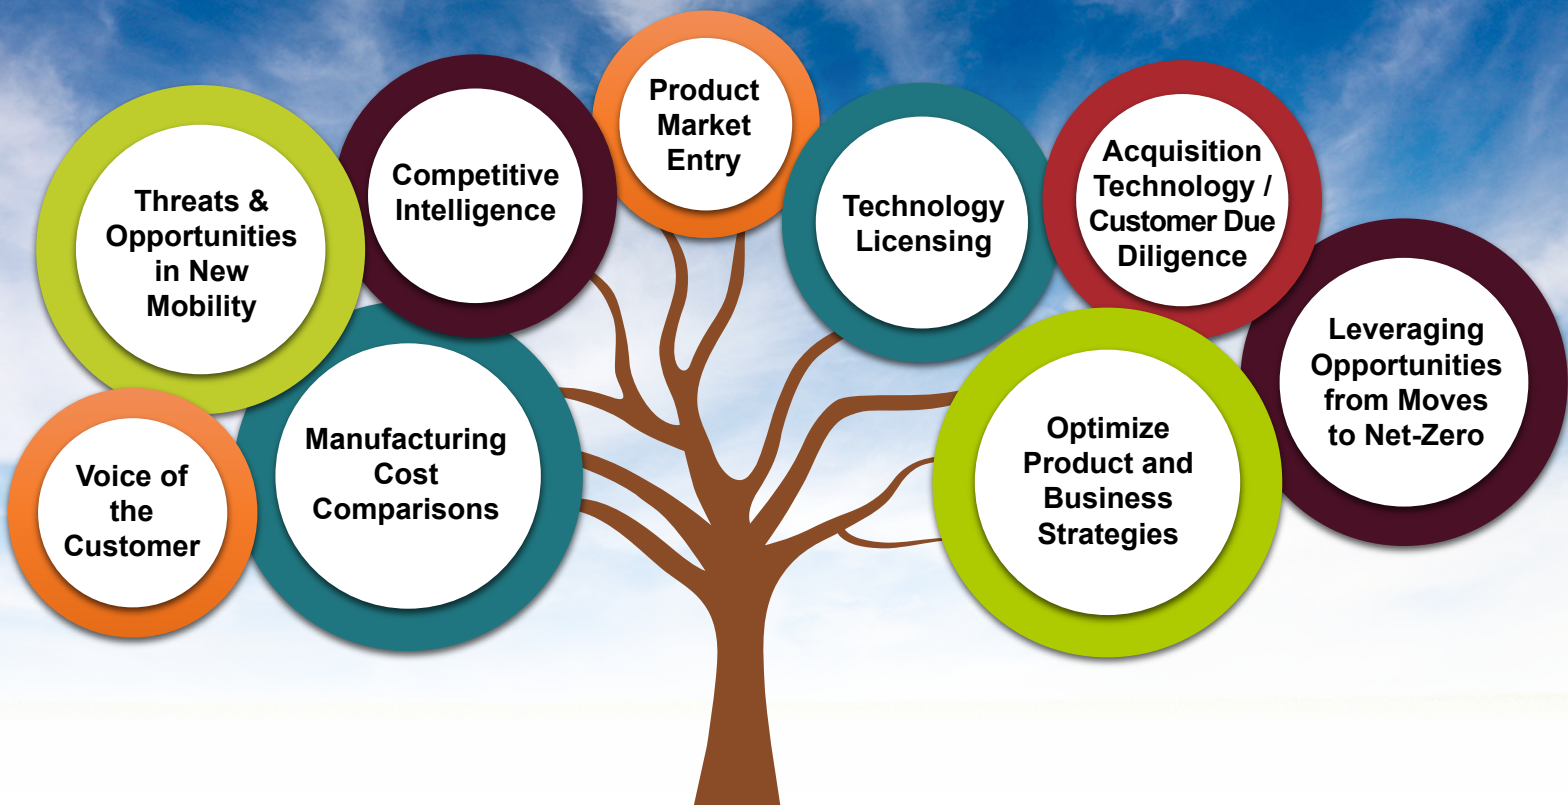 Threats &
Opportunities
in New
Mobility
Competitive
Intelligence
Product
Market
Entry
Technology
Licensing
Acquisition
Technology /
Customer Due
Diligence
Leveraging
Opportunities
from Moves
to Net-Zero
Voice of
the
Customer
Manufacturing
Cost
Comparisons
Optimize
Product and
Business
Strategies